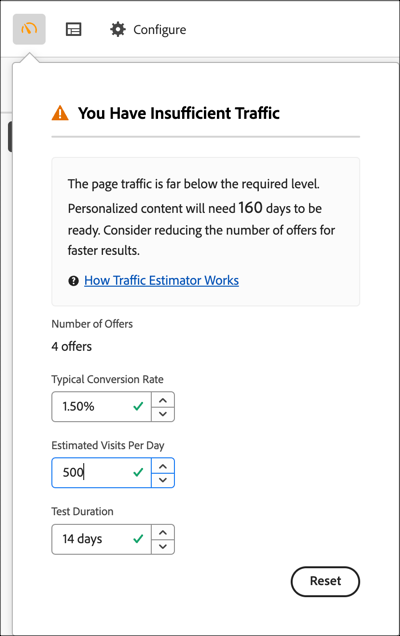 Configure
You Have Insufficient Traffic
The page traffic is far below the required level.
Personalized content will need 160 days to be
ready. Consider reducing the number of offers for
faster results.
How Traffic Estimator Works
Number of Offers
4 offers
Typical Conversion Rate
1.50%
Estimated Visits Per Day
500
Test Duration
14 days
Reset